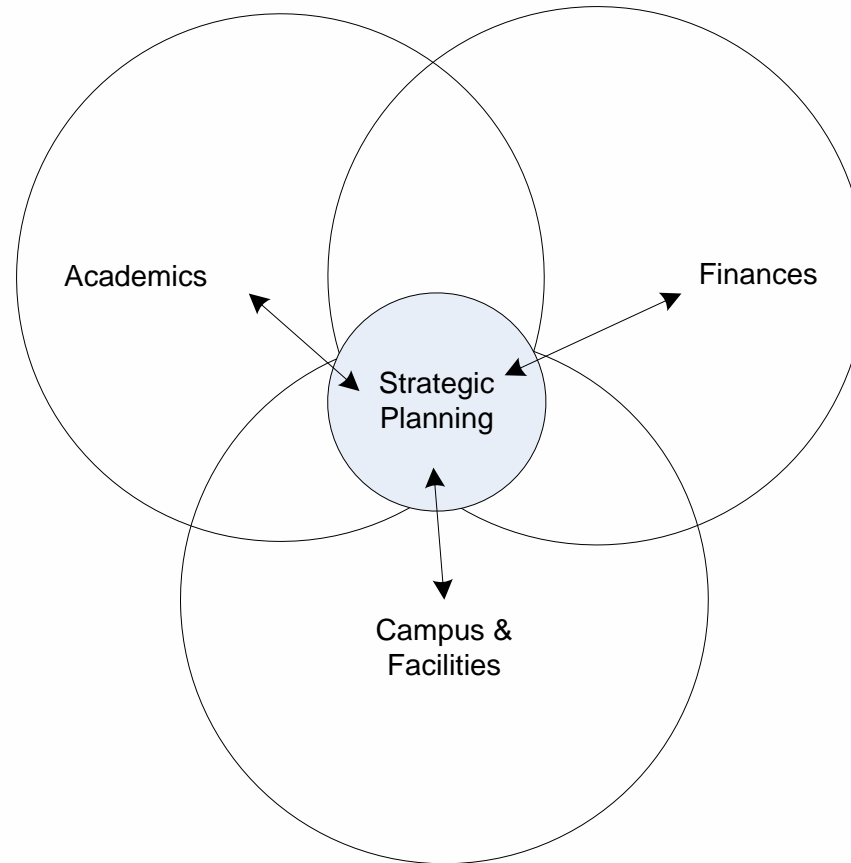 Academics
Finances
Strategic
Planning
Campus &
Facilities